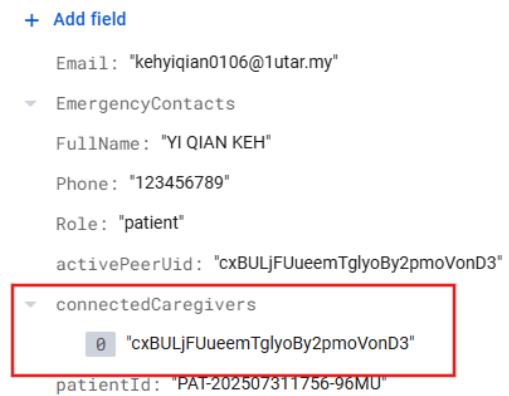 + Add field
Email: "kehyiqian0106@1utar.my"
EmergencyContacts
FullName: "YI QIAN KEH"
Phone: "123456789"
Role: "patient"
activePeerUid: "cxBULjFUueemTglyoBy2pmoVonD3"
connectedCaregivers
0 "cxBULjFUueemTglyoBy2pmoVonD3"
patientId: "PAT-202507311756-96MU"